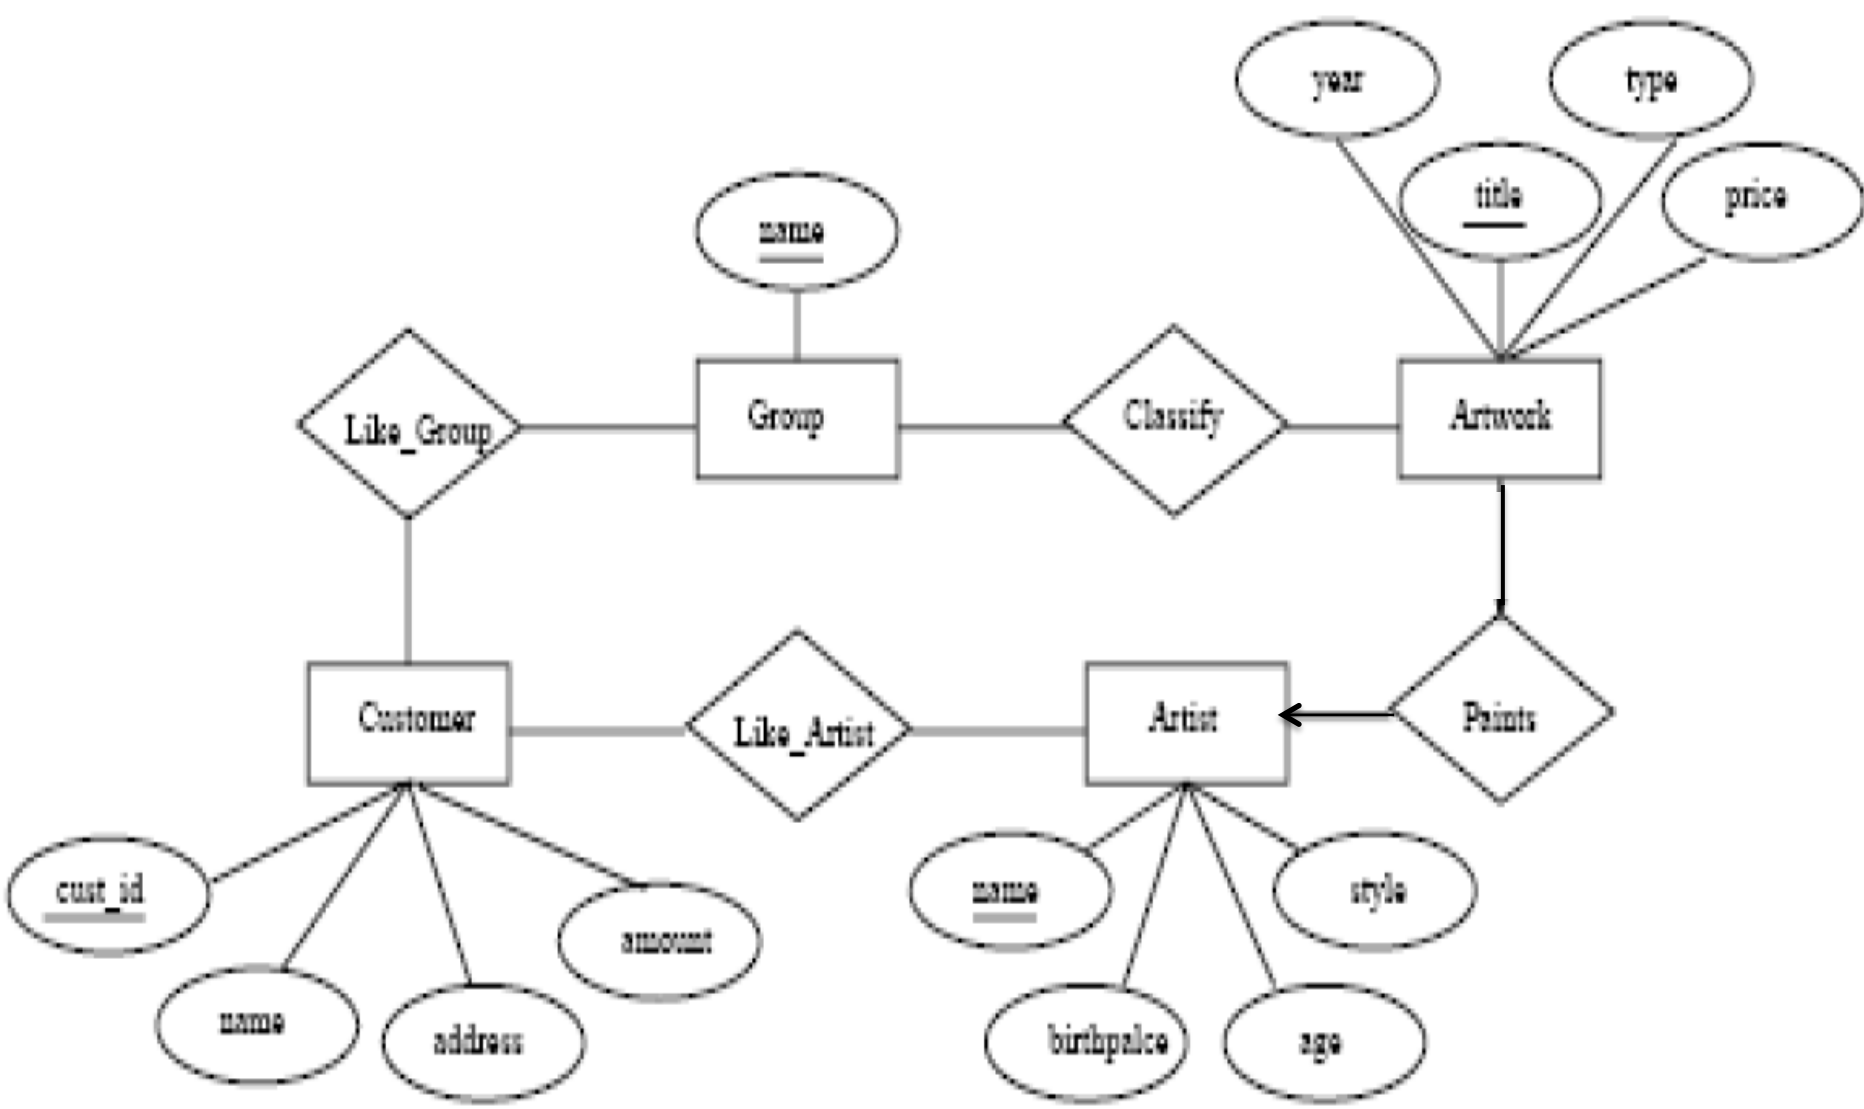 year
type
title
price
name
Like_Group
Group
Classify
Artwork
Customer
Like_Artist
Artist
Paints
cust_id
name
address
amount
name
birthpalce
age
style